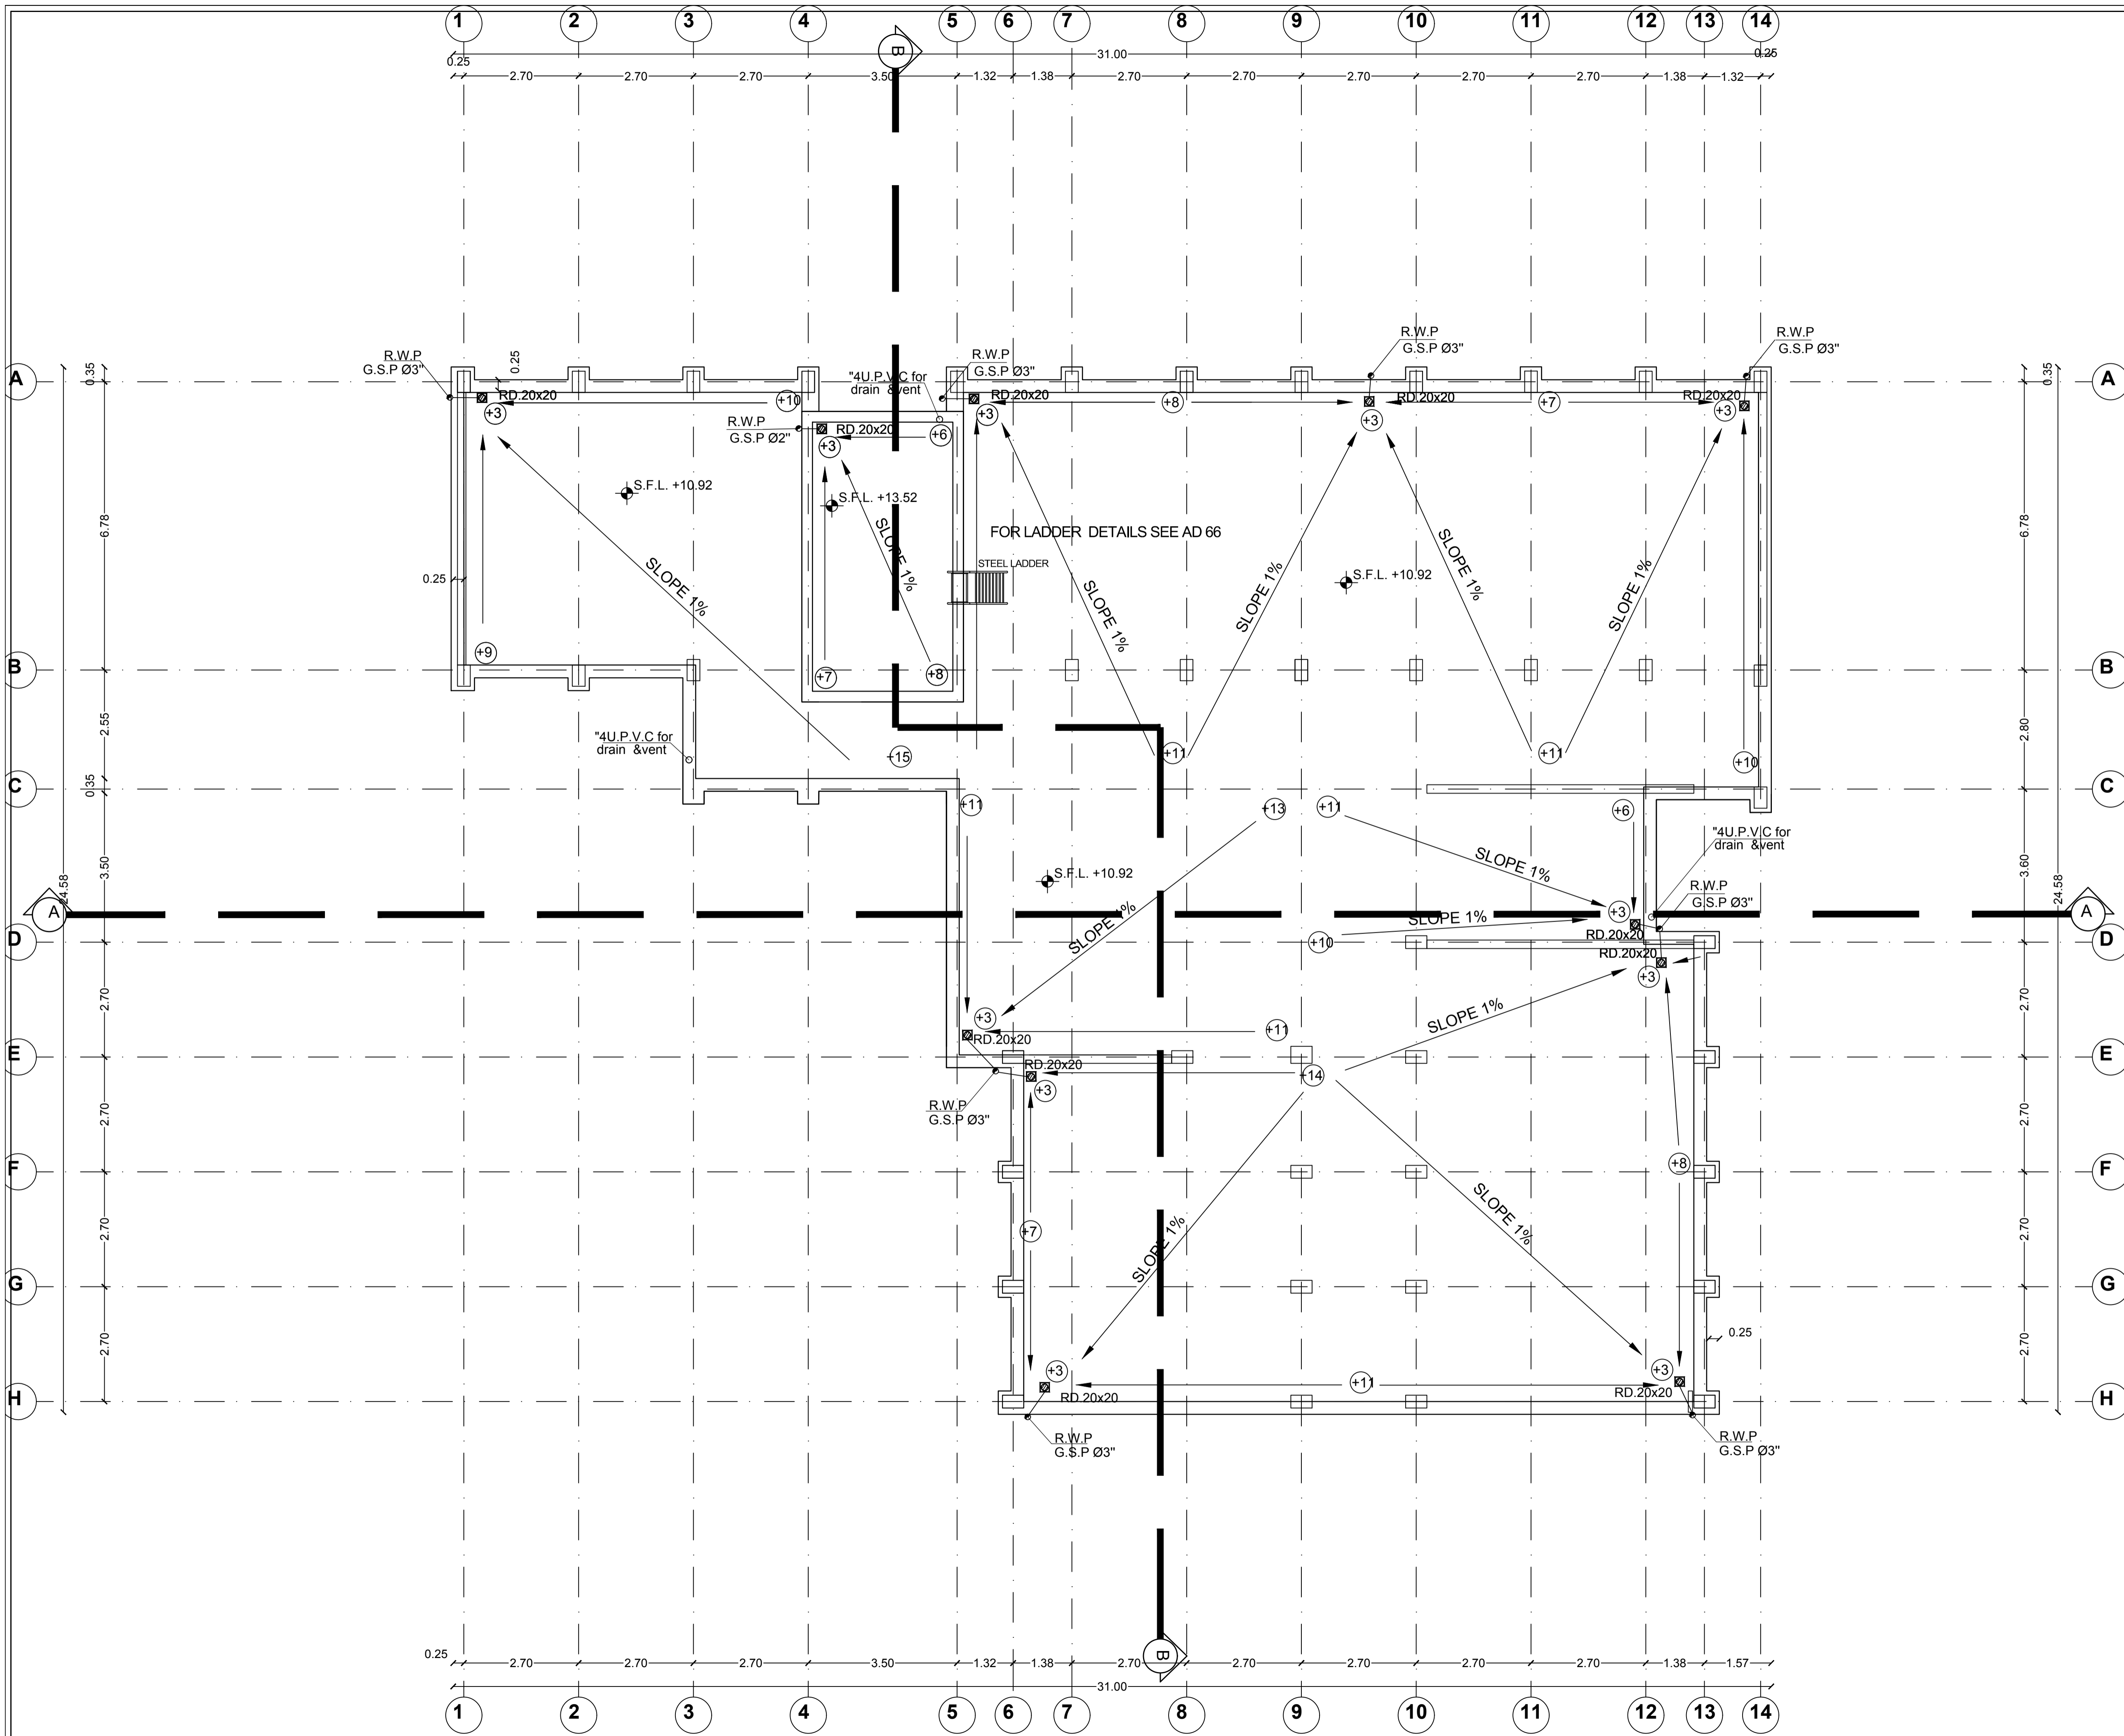 1 2 3 4 5 6 7 8 9 10 11 12 13 14
B
31.00
0.25 0.25
2.70 2.70 2.70 3.50 1.32 1.38 2.70 2.70 2.70 2.70 2.70 1.38 1.32
R.W.P
G.S.P Ø3"
0.25
"4U.P.V.C for
drain &vent
R.W.P
G.S.P Ø3"
R.W.P
G.S.P Ø3"
R.W.P
G.S.P Ø3"
A A
0.35 0.35
RD.20x20
+3
+10
R.W.P
G.S.P Ø2"
RD.20x20
+3
+6
RD.20x20
+3
+8
RD.20x20
+3
+7
RD.20x20
+3
S.F.L. +10.92
S.F.L. +13.52
6.78 6.78
FOR LADDER DETAILS SEE AD 66
STEEL LADDER
S.F.L. +10.92
0.25
SLOPE 1%
SLOPE 1%
SLOPE 1%
SLOPE 1%
SLOPE 1%
SLOPE 1%
B B
+9
+7
+8
2.55 2.80
"4U.P.V.C for
drain &vent
+15
+11
+11
+10
C C
0.35
+11
+13
+11
+6
"4U.P.V.C for
drain &vent
3.50 3.60
S.F.L. +10.92
SLOPE 1%
R.W.P
G.S.P Ø3"
24.58 24.58
A A
+3
SLOPE 1%
SLOPE 1%
RD.20x20
D D
+10
RD.20x20
+3
2.70 2.70
SLOPE 1%
+3
+11
RD.20x20
E E
RD.20x20
+3
+14
R.W.P
G.S.P Ø3"
2.70 2.70
F F
+8
2.70 2.70
+7
SLOPE 1%
SLOPE 1%
G G
0.25
2.70 2.70
+3
+11
+3
RD.20x20
RD.20x20
H H
R.W.P
G.S.P Ø3"
R.W.P
G.S.P Ø3"
0.25
2.70 2.70 2.70 3.50 1.32 1.38 2.70 2.70 2.70 2.70 2.70 1.38 1.57
B
31.00
1 2 3 4 5 6 7 8 9 10 11 12 13 14